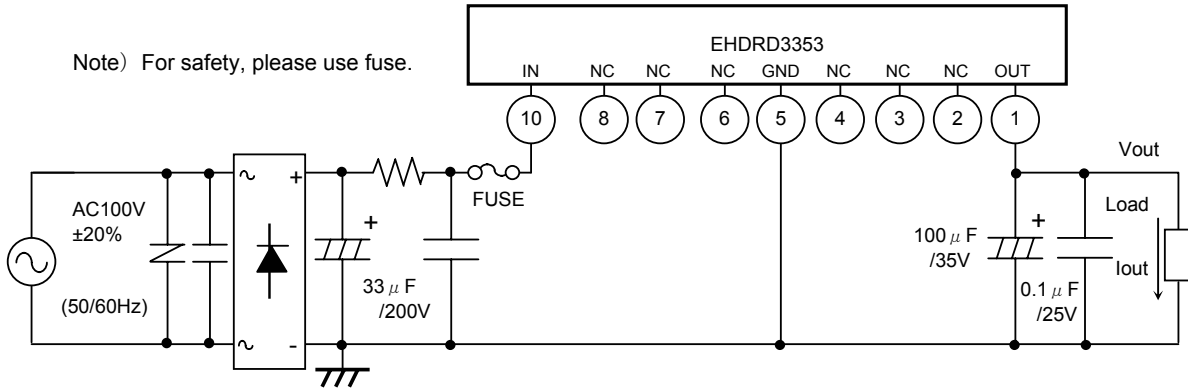 EHDRD3353
Note) For safety, please use fuse.
IN NC NC NC GND NC NC NC OUT
10 8 7 6 5 4 3 2 1
Vout
~ +
FUSE
AC100V
±20%
+
+
Load
100μF
/35V
33μF
/200V
Iout
0.1μF
/25V
(50/60Hz)
~ -